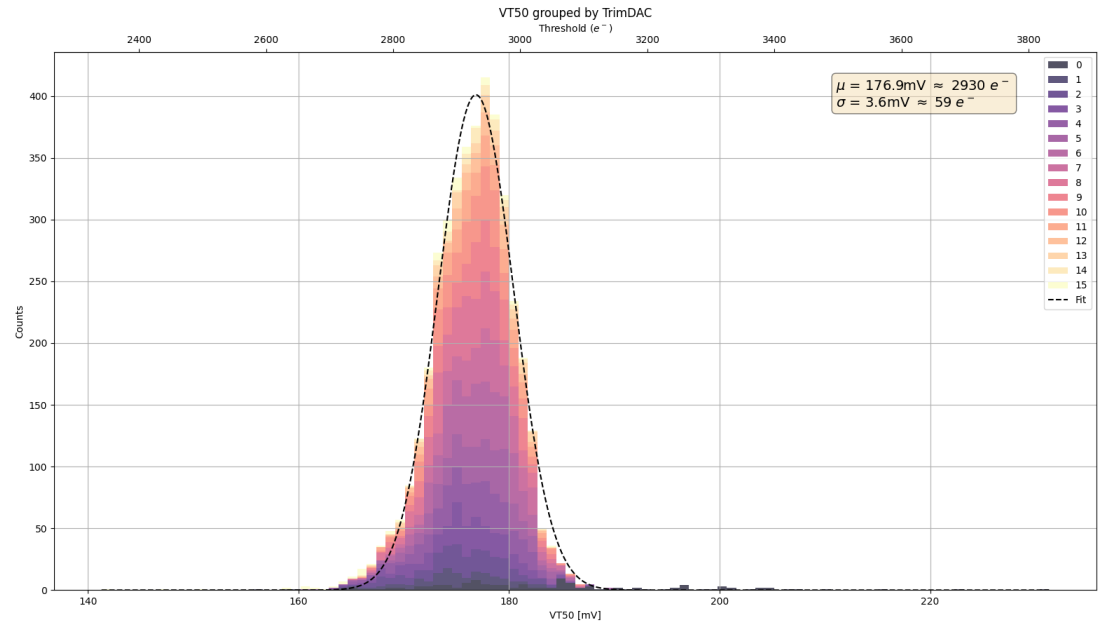 VT50 grouped by TrimDAC
Threshold (e⁻)
2400 2600 2800 3000 3200 3400 3600 3800
μ = 176.9mV ≈ 2930 e⁻
σ = 3.6mV ≈ 59 e⁻
0
1
2
3
4
5
6
7
8
9
10
11
12
13
14
15
Fit
Counts
400
350
300
250
200
150
100
50
0
140 160 180 200 220
VT50 [mV]